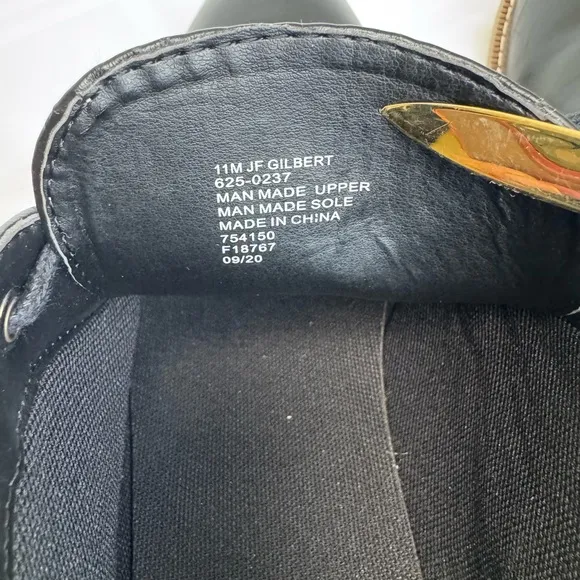 11M JF GILBERT
625-0237
MAN MADE UPPER
MAN MADE SOLE
MADE IN CHINA
754150
F18767
09/20